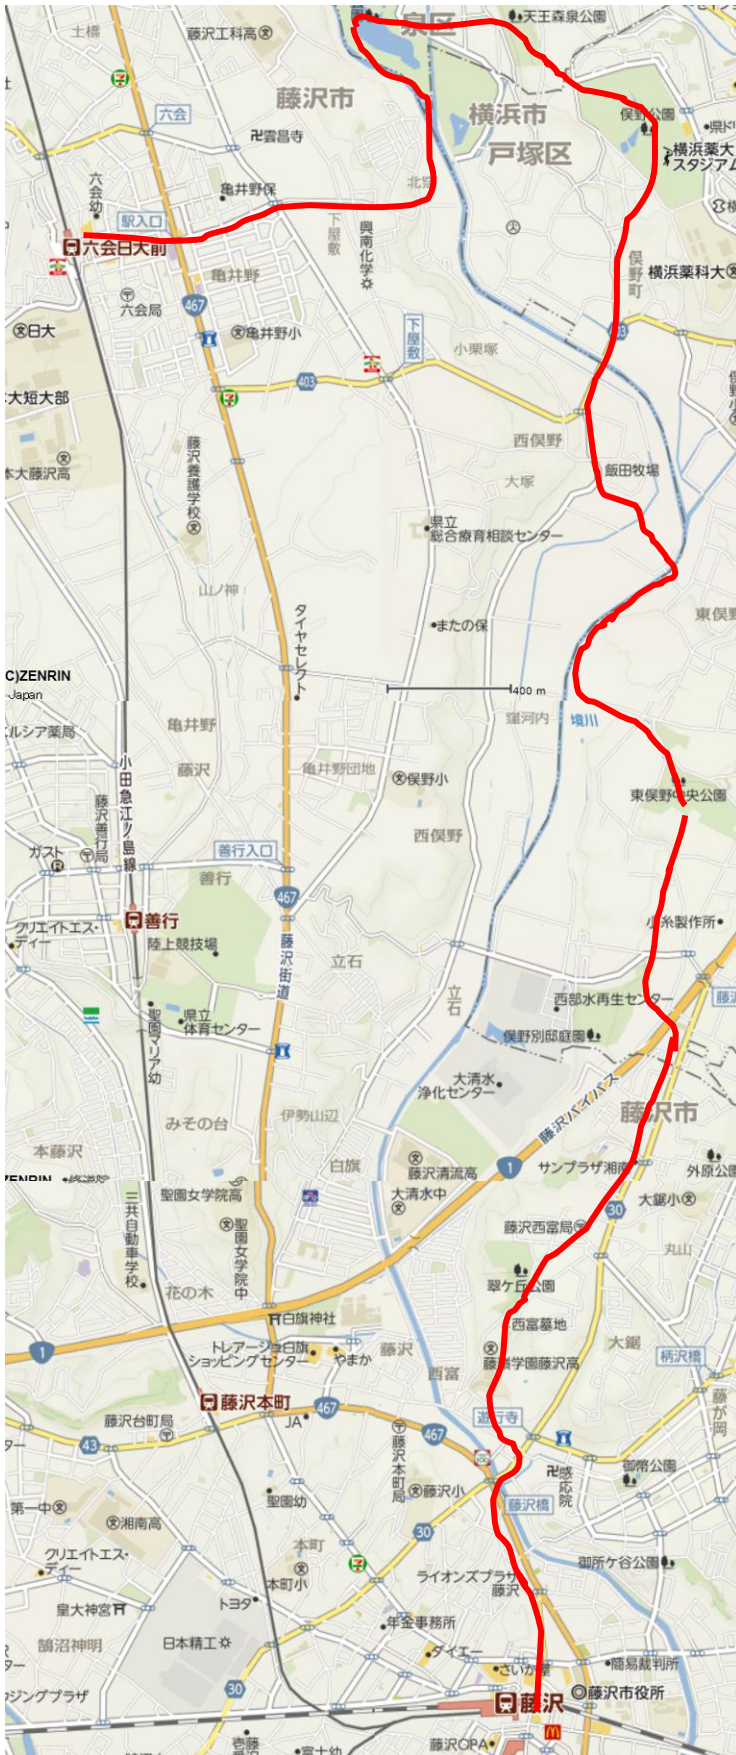 土橋
藤沢工科高
泉区
天王森泉公園
六会
藤沢市
横浜市
戸塚区
雲昌寺
横浜薬大
スタジアム
六会幼
亀井野保
駅入口
下屋敷
興南化学
六会日大前
六会局
亀井野
俣野町
横浜薬科大
467
日大
亀井野小
下屋敷
小栗塚
403
大短大部
西俣野
本大藤沢高
藤沢養護学校
大塚
飯田牧場
県立
総合療育相談センター
山ノ神
タイヤセレクト
またの保
東俣野
C)ZENRIN
Japan
400 m
窪河内
境川
ルシア薬局
亀井野
藤沢
亀井野団地
俣野小
東俣野中央公園
小田急江ノ島線
藤沢善行局
西俣野
ガスト
善行入口
善行
467
善行
クリエイトエス・
ディー
陸上競技場
藤沢街道
立石
小糸製作所
立石
西部水再生センター
聖園マリア幼
県立
体育センター
俣野別邸庭園
大清水
浄化センター
藤沢バイパス
みその台
伊勢山辺
藤沢市
本藤沢
白旗
藤沢清流高
1
サンプラザ湘南
外原公園
ZENRIN
聖園女学院高
大清水中
大鋸小
30
三共自動車学校
聖園女学院中
藤沢西富局
丸山
花の木
翠ケ丘公園
白旗神社
西富墓地
1
トレアージュ白旗
ショッピングセンター
やまか
藤沢
西富
大鋸
藤嶺学園藤沢高
柄沢橋
藤沢本町
藤が岡
藤沢台町局
467
JA
遊行寺
43
藤沢本町局
467
感応院
御幣公園
第一中
聖園幼
藤沢小
藤沢橋
湘南高
30
本町
クリエイトエス・
ディー
本町小
ライオンズプラザ
藤沢
御所ケ谷公園
皇大神宮
トヨタ
年金事務所
鵠沼神明
日本精工
ダイエー
さいか屋
簡易裁判所
30
藤沢
藤沢市役所
藤沢OPA